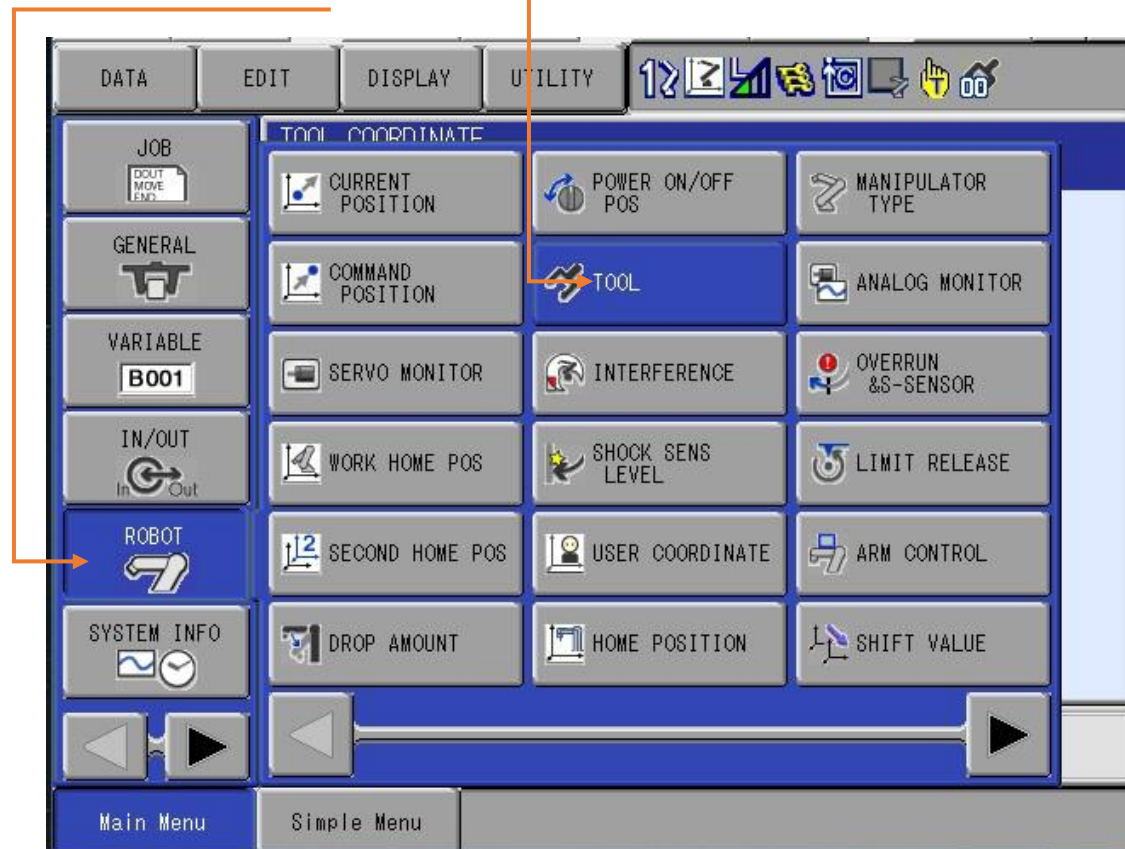 DATA
EDIT
DISPLAY
UTILITY
JOB
DOUT
MOVE
END
GENERAL
VARIABLE
B001
IN/OUT
In
Out
ROBOT
SYSTEM INFO
TOOL COORDINATE
CURRENT
POSITION
POWER ON/OFF
POS
MANIPULATOR
TYPE
COMMAND
POSITION
TOOL
ANALOG MONITOR
SERVO MONITOR
INTERFERENCE
OVERRUN
&S-SENSOR
WORK HOME POS
SHOCK SENS
LEVEL
LIMIT RELEASE
2
SECOND HOME POS
USER COORDINATE
ARM CONTROL
DROP AMOUNT
HOME POSITION
SHIFT VALUE
Main Menu
Simple Menu